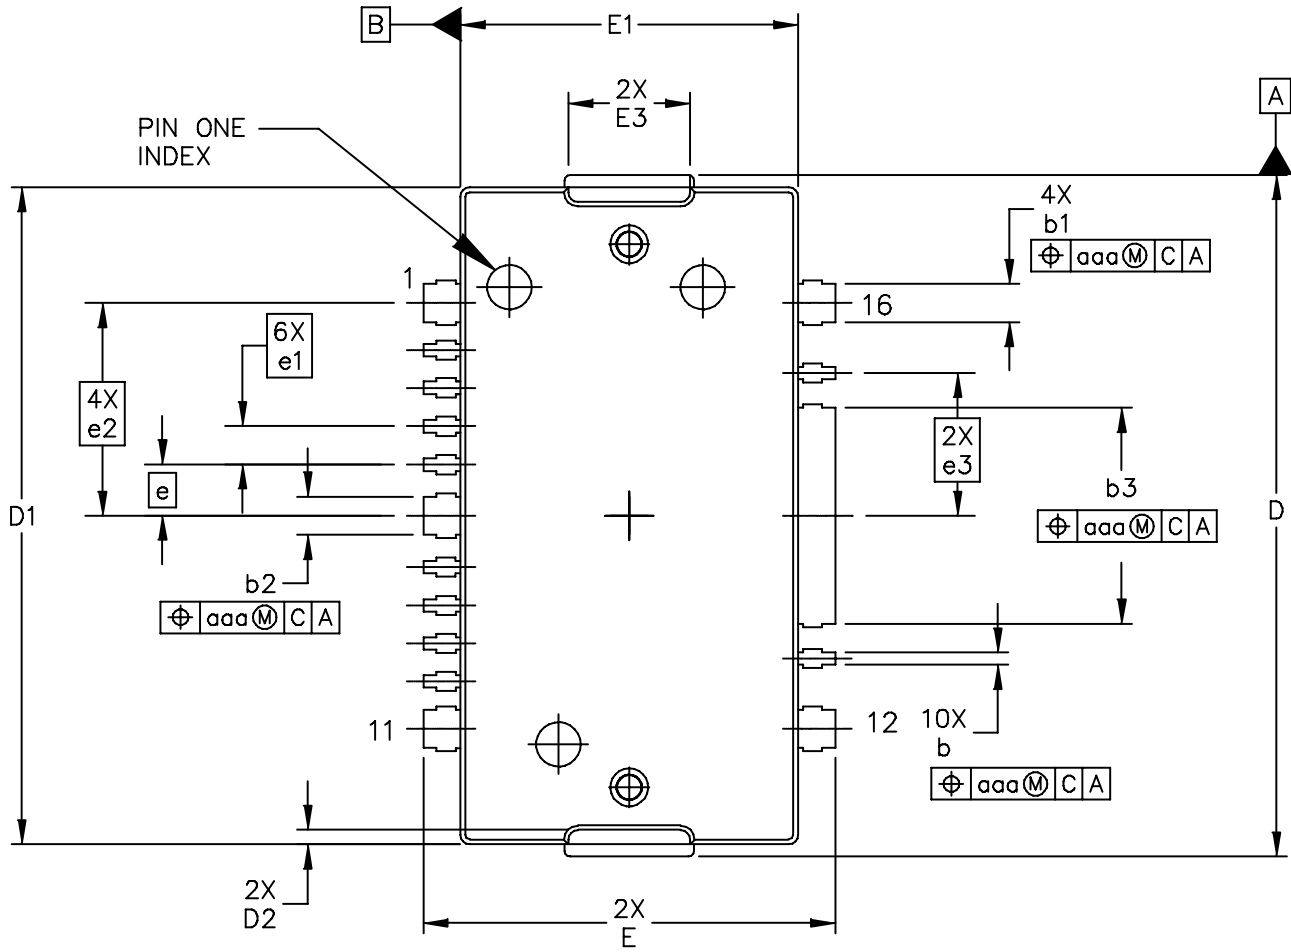 B
E1
2X
E3
A
PIN ONE
INDEX
4X
b1
⌖ aaa Ⓜ C A
1
16
6X
e1
4X
e2
2X
e3
e
b3
⌖ aaa Ⓜ C A
D1
D
b2
⌖ aaa Ⓜ C A
11
12
10X
b
⌖ aaa Ⓜ C A
2X
D2
2X
E